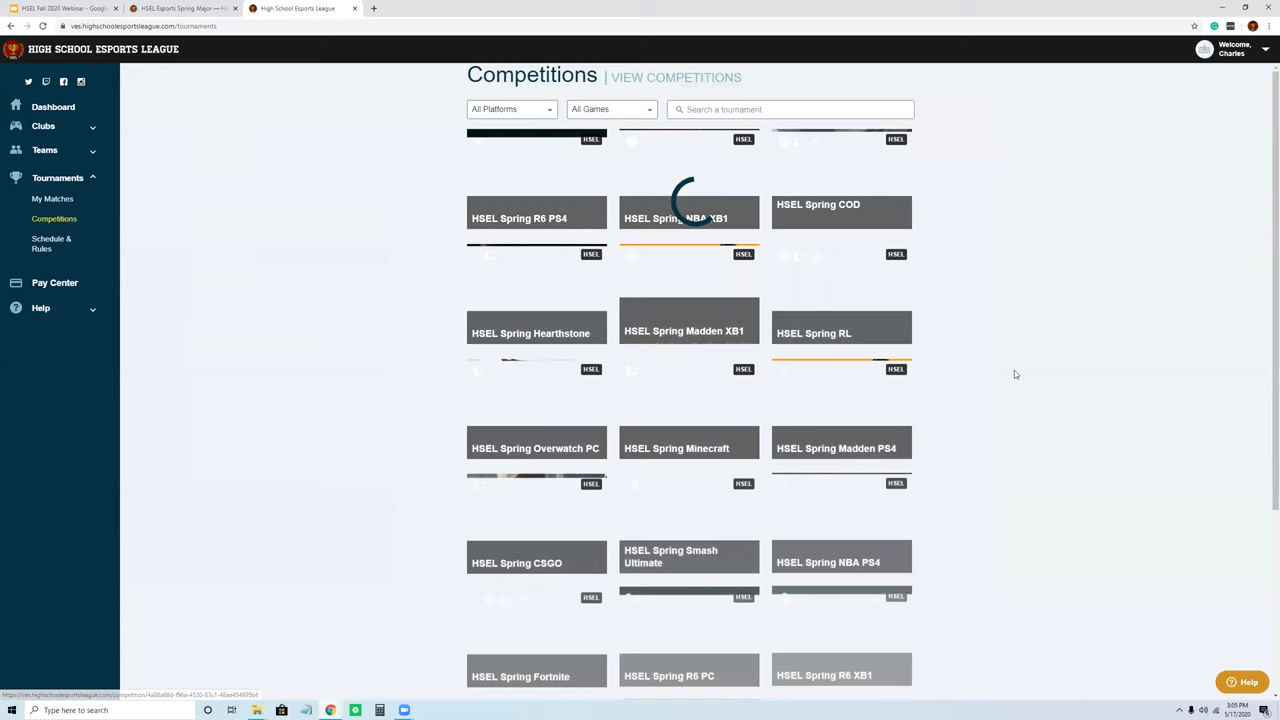 HSEL Fall 2020 Webinar - Google
HSEL Esports Spring Major — H
High School Esports League
ves.highschoolesportsleague.com/tournaments
HIGH SCHOOL ESPORTS LEAGUE
Welcome,
Charles
Dashboard
Clubs
Teams
Tournaments
My Matches
Competitions
Schedule &
Rules
Pay Center
Help
Competitions | VIEW COMPETITIONS
All Platforms
All Games
Search a tournament
HSEL
HSEL
HSEL
HSEL Spring R6 PS4
HSEL Spring NBA XB1
HSEL Spring COD
HSEL
HSEL
HSEL
HSEL Spring Hearthstone
HSEL Spring Madden XB1
HSEL Spring RL
HSEL
HSEL
HSEL
HSEL Spring Overwatch PC
HSEL Spring Minecraft
HSEL Spring Madden PS4
HSEL
HSEL
HSEL
HSEL Spring CSGO
HSEL Spring Smash
Ultimate
HSEL Spring NBA PS4
HSEL
HSEL
HSEL
HSEL Spring Fortnite
HSEL Spring R6 PC
HSEL Spring R6 XB1
Help
Type here to search
3:05 PM
5/17/2020